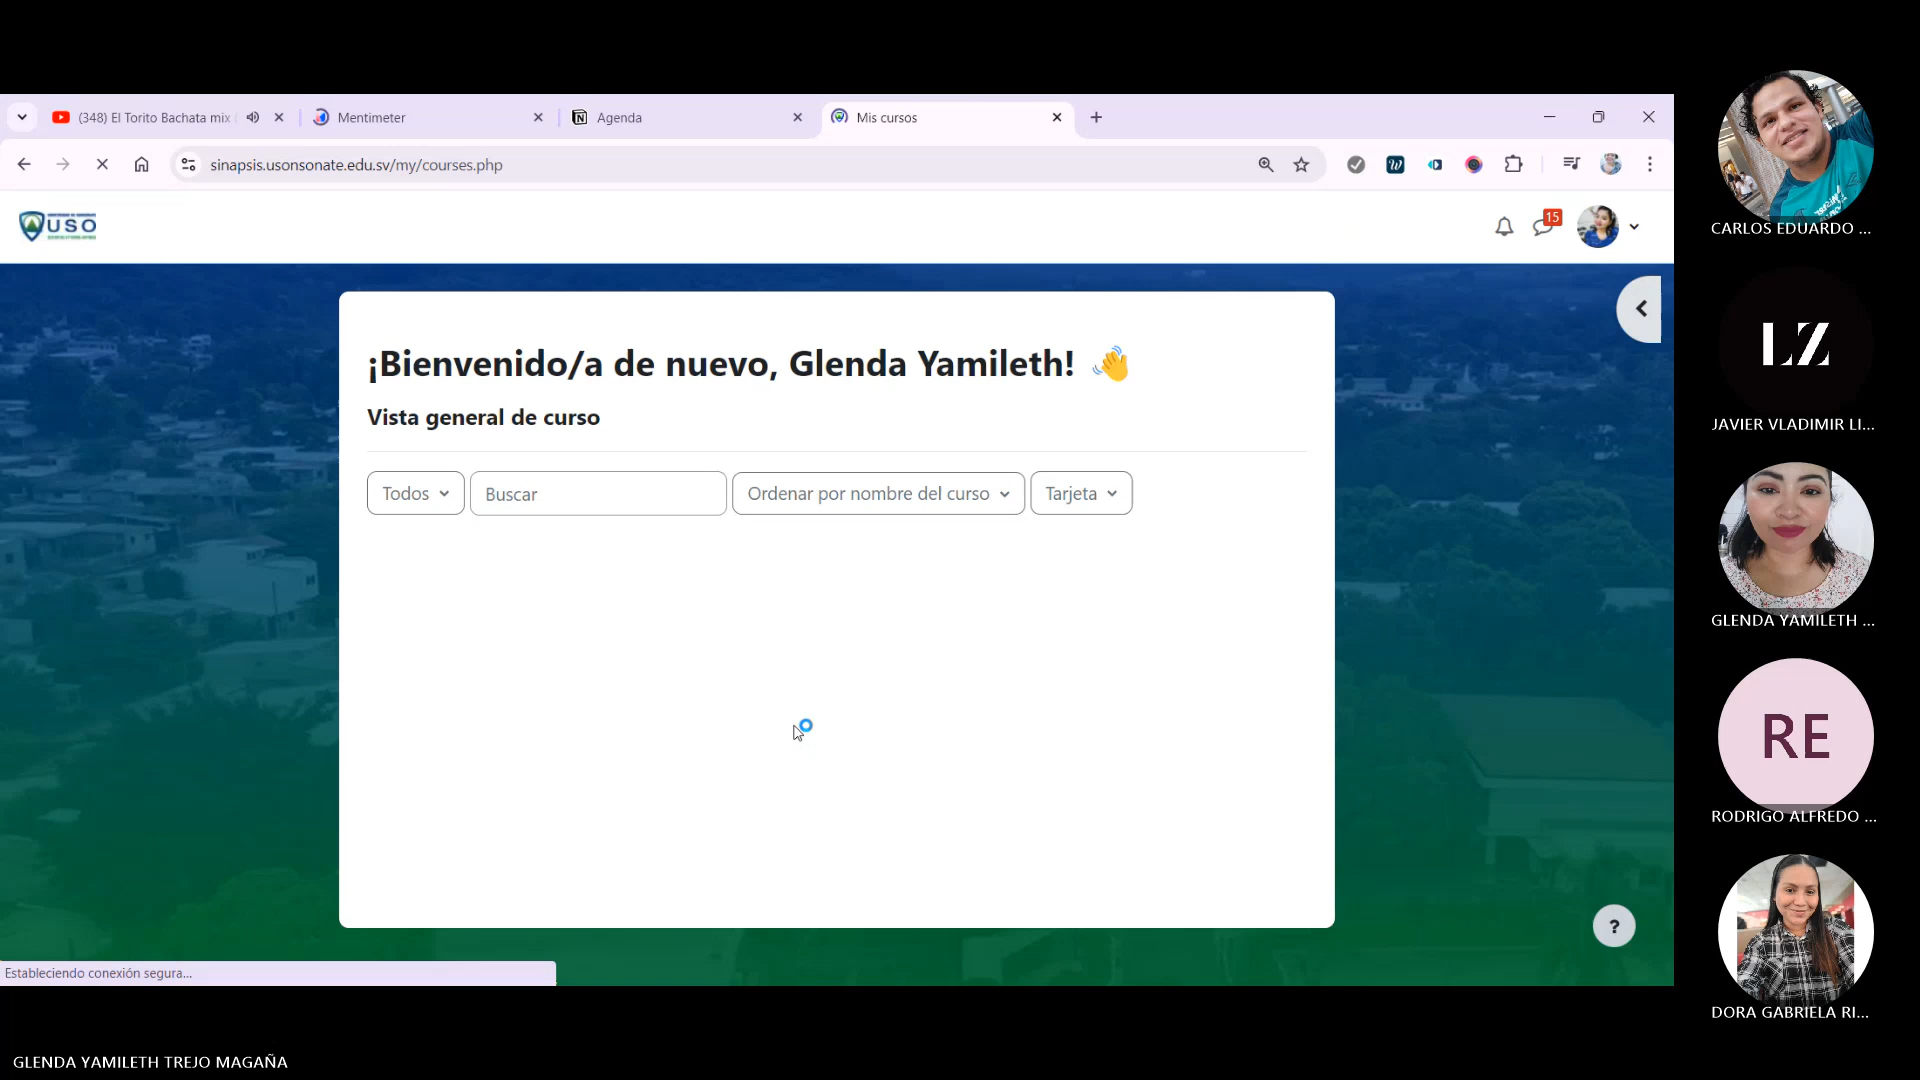 (348) El Torito Bachata mix
Mentimeter
Agenda
Mis cursos
sinapsis.usonsonate.edu.sv/my/courses.php
USO
15
¡Bienvenido/a de nuevo, Glenda Yamileth! 👋
Vista general de curso
Todos
Buscar
Ordenar por nombre del curso
Tarjeta
?
Estableciendo conexión segura...
GLENDA YAMILETH TREJO MAGAÑA
CARLOS EDUARDO ...
LZ
JAVIER VLADIMIR LI...
GLENDA YAMILETH ...
RE
RODRIGO ALFREDO ...
DORA GABRIELA RI...